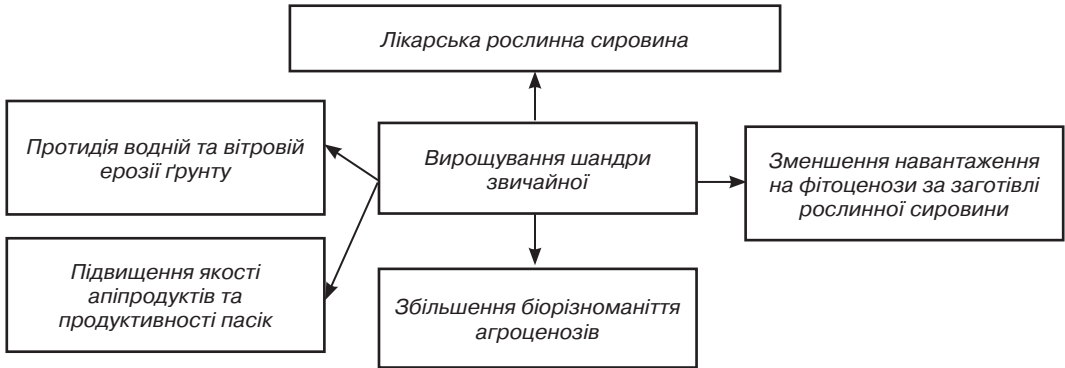 Лікарська рослинна сировина
Протидія водній та вітровій
ерозії ґрунту
Вирощування шандри
звичайної
Зменшення навантаження
на фітоценози за заготівлі
рослинної сировини
Підвищення якості
апіпродуктів та
продуктивності пасік
Збільшення біорізноманіття
агроценозів